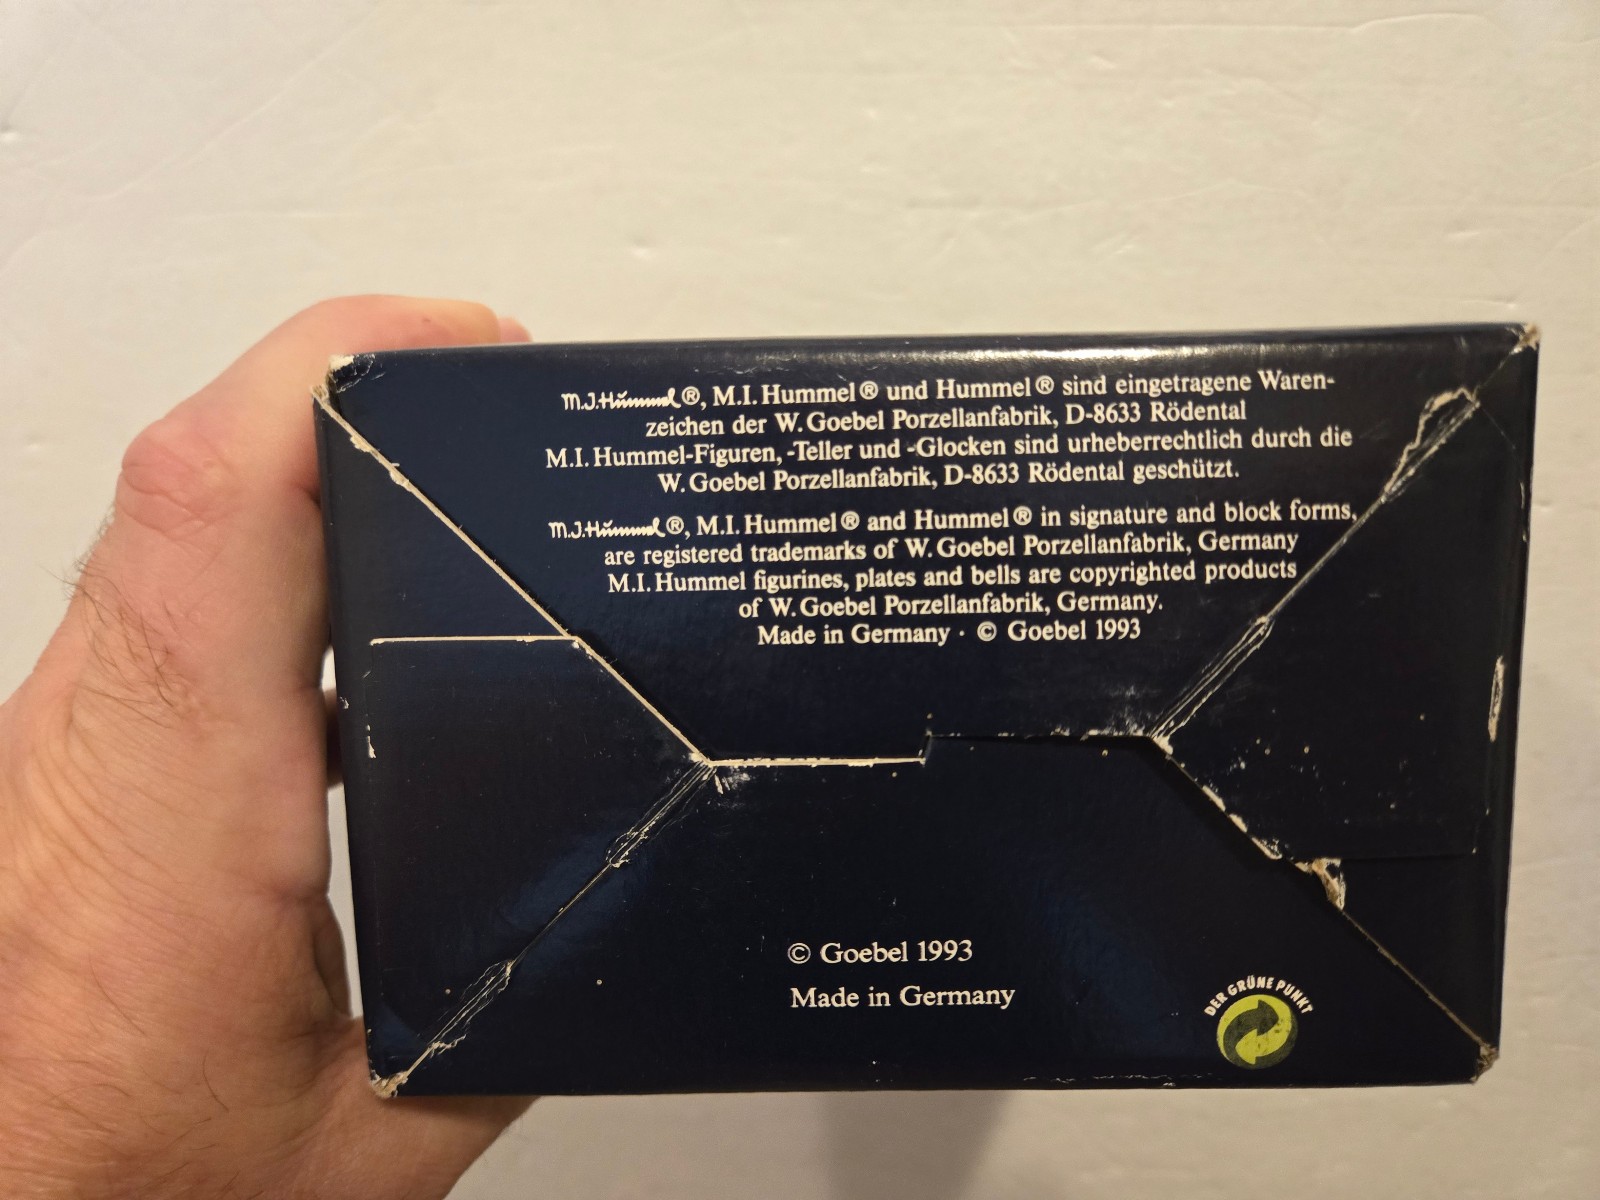 M.J.Hummel®, M.I.Hummel® und Hummel® sind eingetragene Waren-
zeichen der W. Goebel Porzellanfabrik, D-8633 Rödental
M.I.Hummel-Figuren, -Teller und -Glocken sind urheberrechtlich durch die
W. Goebel Porzellanfabrik, D-8633 Rödental geschützt.
M.J.Hummel®, M.I.Hummel® and Hummel® in signature and block forms,
are registered trademarks of W. Goebel Porzellanfabrik, Germany
M.I.Hummel figurines, plates and bells are copyrighted products
of W. Goebel Porzellanfabrik, Germany.
Made in Germany · © Goebel 1993
© Goebel 1993
Made in Germany
DER GRÜNE PUNKT